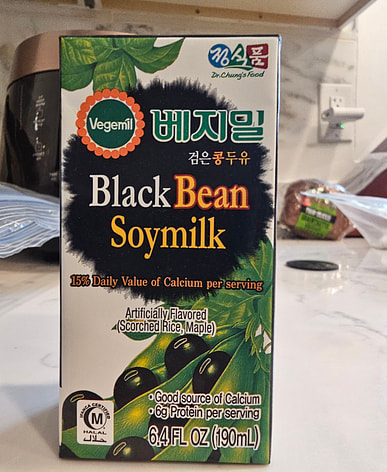 정식품
Dr.Chung's Food
Vegemil
베지밀
검은콩두유
Black Bean
Soymilk
15% Daily Value of Calcium per serving
Artificially Flavored
(Scorched Rice, Maple)
M
HALAL
حلال
•Good source of Calcium
•6g Protein per serving
6.4 FL OZ (190mL)